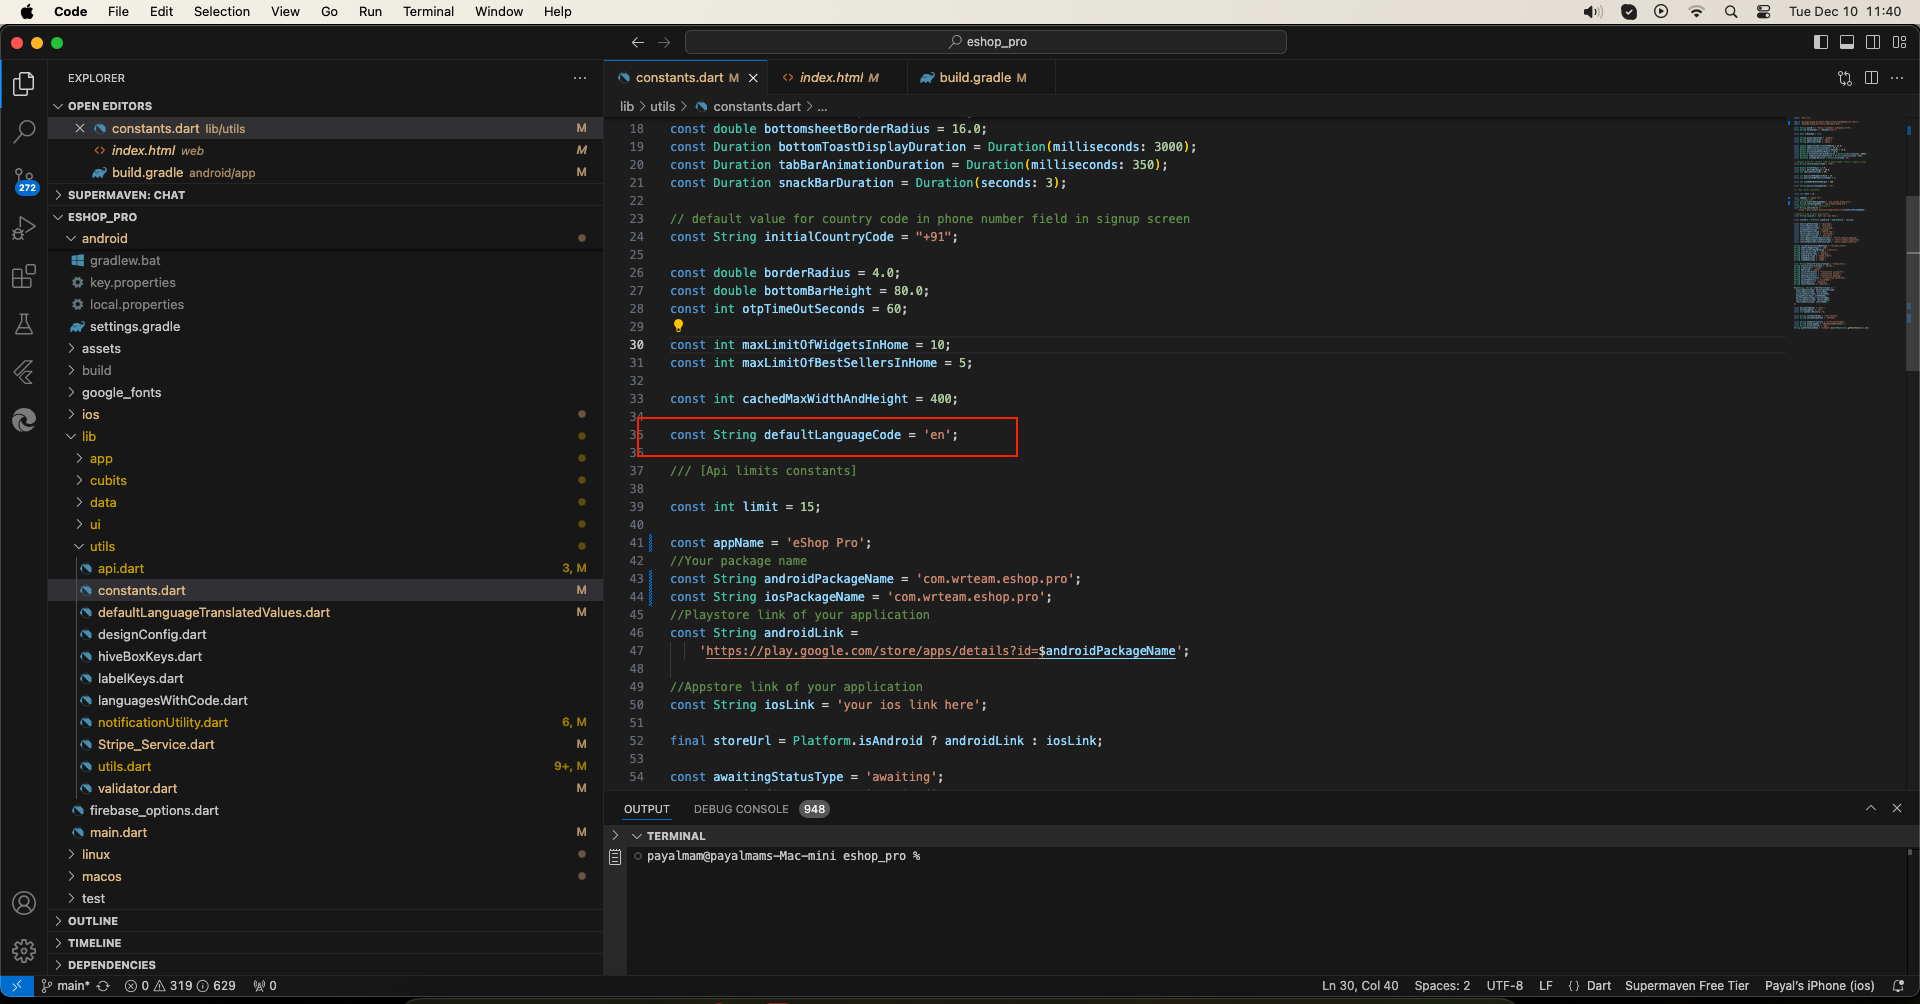 Code File Edit Selection View Go Run Terminal Window Help
Tue Dec 10 11:40
eshop_pro
EXPLORER
OPEN EDITORS
constants.dart lib/utils M
index.html web M
build.gradle android/app M
SUPERMAVEN: CHAT
ESHOP_PRO
android
gradlew.bat
key.properties
local.properties
settings.gradle
assets
build
google_fonts
ios
lib
app
cubits
data
ui
utils
api.dart 3, M
constants.dart M
defaultLanguageTranslatedValues.dart M
designConfig.dart
hiveBoxKeys.dart
labelKeys.dart
languagesWithCode.dart
notificationUtility.dart 6, M
Stripe_Service.dart M
utils.dart 9+, M
validator.dart M
firebase_options.dart
main.dart M
linux
macos
test
OUTLINE
TIMELINE
DEPENDENCIES
272
constants.dart M index.html M build.gradle M
lib > utils > constants.dart > ...
18 const double bottomsheetBorderRadius = 16.0;
19 const Duration bottomToastDisplayDuration = Duration(milliseconds: 3000);
20 const Duration tabBarAnimationDuration = Duration(milliseconds: 350);
21 const Duration snackBarDuration = Duration(seconds: 3);
22
23 // default value for country code in phone number field in signup screen
24 const String initialCountryCode = "+91";
25
26 const double borderRadius = 4.0;
27 const double bottomBarHeight = 80.0;
28 const int otpTimeOutSeconds = 60;
29
30 const int maxLimitOfWidgetsInHome = 10;
31 const int maxLimitOfBestSellersInHome = 5;
32
33 const int cachedMaxWidthAndHeight = 400;
34
35 const String defaultLanguageCode = 'en';
36
37 /// [Api limits constants]
38
39 const int limit = 15;
40
41 const appName = 'eShop Pro';
42 //Your package name
43 const String androidPackageName = 'com.wrteam.eshop.pro';
44 const String iosPackageName = 'com.wrteam.eshop.pro';
45 //Playstore link of your application
46 const String androidLink =
47 'https://play.google.com/store/apps/details?id=$androidPackageName';
48
49 //Appstore link of your application
50 const String iosLink = 'your ios link here';
51
52 final storeUrl = Platform.isAndroid ? androidLink : iosLink;
53
54 const awaitingStatusType = 'awaiting';
OUTPUT DEBUG CONSOLE 948
TERMINAL
payalmam@payalmams-Mac-mini eshop_pro %
main* 0 319 629 0
Ln 30, Col 40 Spaces: 2 UTF-8 LF {} Dart Supermaven Free Tier Payal's iPhone (ios)